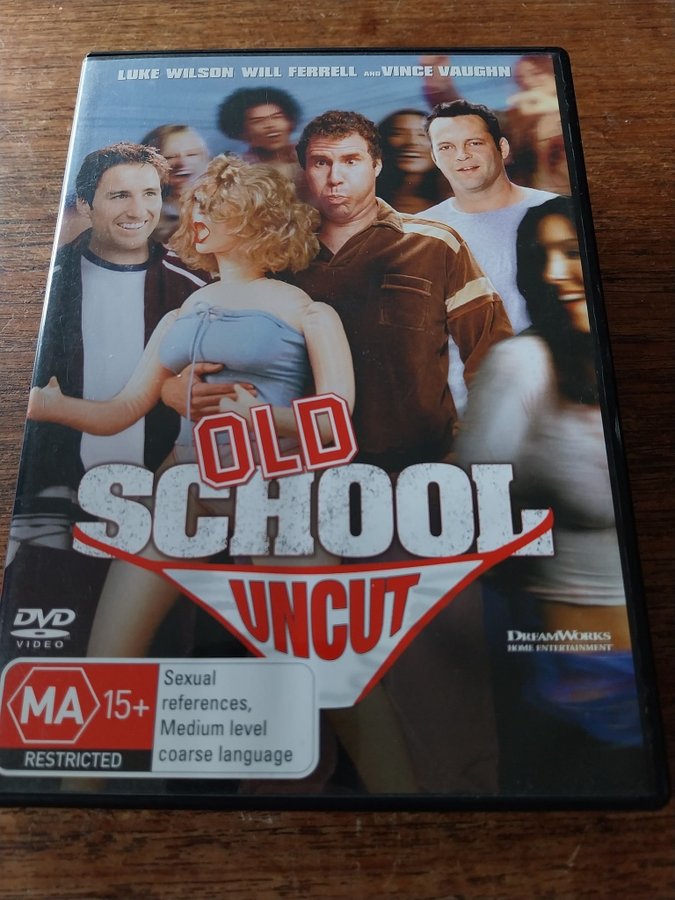 LUKE WILSON WILL FERRELL AND VINCE VAUGHN
OLD
SCHOOL
UNCUT
DVD
VIDEO
DREAMWORKS
HOME ENTERTAINMENT
MA 15+
RESTRICTED
Sexual
references,
Medium level
coarse language